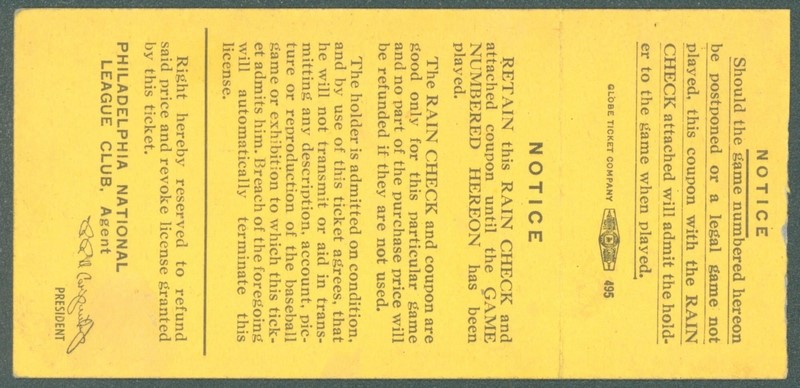 NOTICE
Should the game numbered hereon
be postponed or a legal game not
played, this coupon with the RAIN
CHECK attached will admit the hold-
er to the game when played.
GLOBE TICKET COMPANY 495
NOTICE
RETAIN this RAIN CHECK and
attached coupon until the GAME
NUMBERED HEREON has been
played.
The RAIN CHECK and coupon are
good only for this particular game
and no part of the purchase price will
be refunded if they are not used.
The holder is admitted on condition,
and by use of this ticket agrees, that
he will not transmit or aid in trans-
mitting any description, account, pic-
ture or reproduction of the baseball
game or exhibition to which this tick-
et admits him. Breach of the foregoing
will automatically terminate this
license.
Right hereby reserved to refund
said price and revoke license granted
by this ticket.
PHILADELPHIA NATIONAL
LEAGUE CLUB, Agent
PRESIDENT